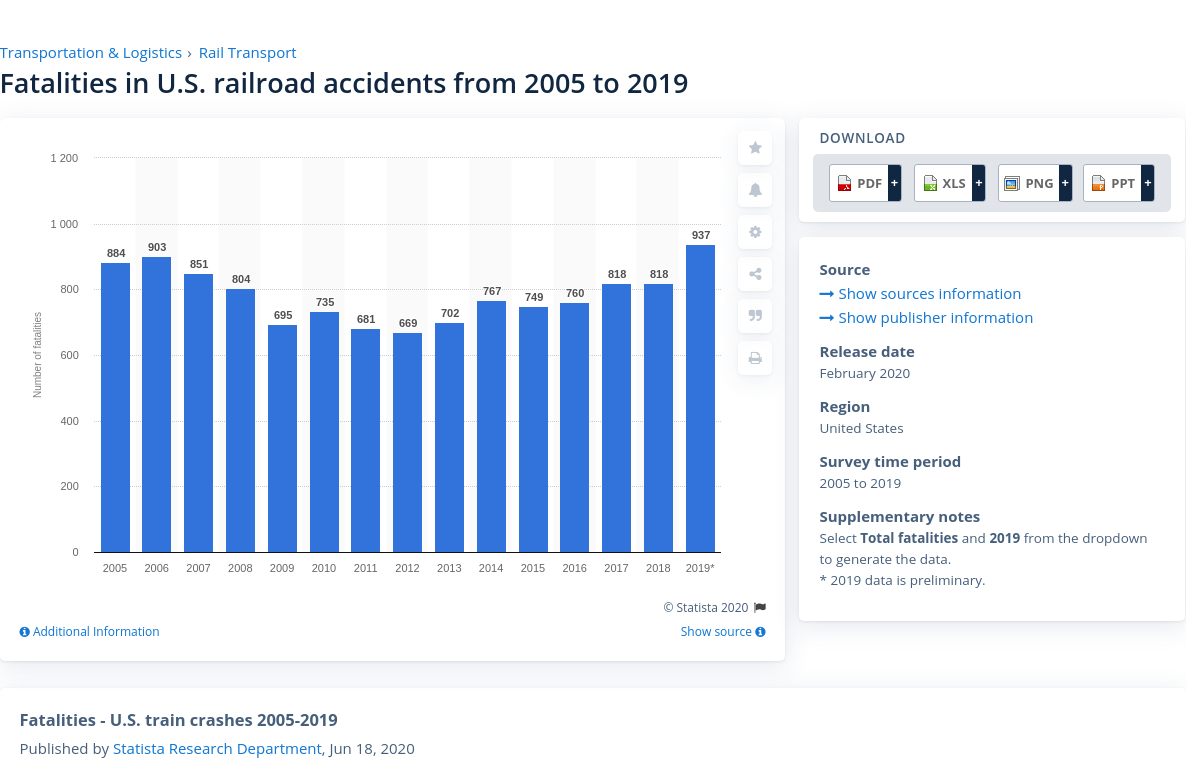 Transportation & Logistics › Rail Transport
Fatalities in U.S. railroad accidents from 2005 to 2019
1 200
1 000
800
600
400
200
0
Number of fatalities
884
903
851
804
695
735
681
669
702
767
749
760
818
818
937
2005 2006 2007 2008 2009 2010 2011 2012 2013 2014 2015 2016 2017 2018 2019*
© Statista 2020
Additional Information
Show source
DOWNLOAD
PDF + XLS + PNG + PPT +
Source
Show sources information
Show publisher information
Release date
February 2020
Region
United States
Survey time period
2005 to 2019
Supplementary notes
Select Total fatalities and 2019 from the dropdown
to generate the data.
* 2019 data is preliminary.
Fatalities - U.S. train crashes 2005-2019
Published by Statista Research Department, Jun 18, 2020